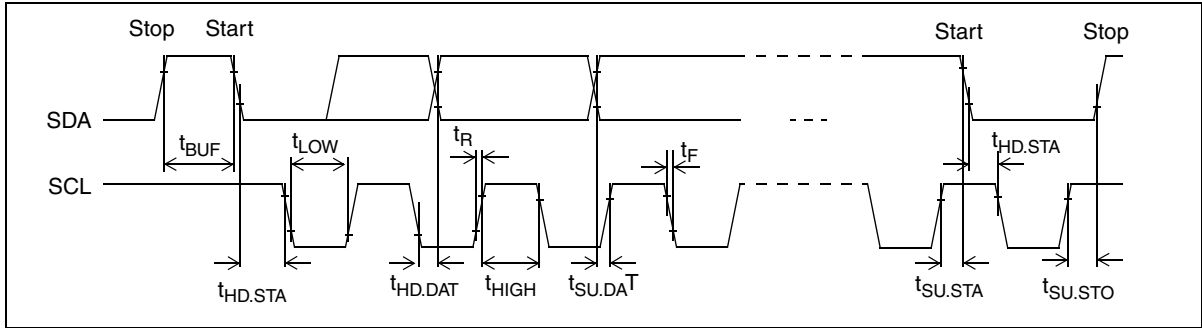 Stop Start Start Stop
SDA
tBUF tLOW tR tF tHD.STA
SCL
tHD.STA tHD.DAT tHIGH tSU.DAT tSU.STA tSU.STO